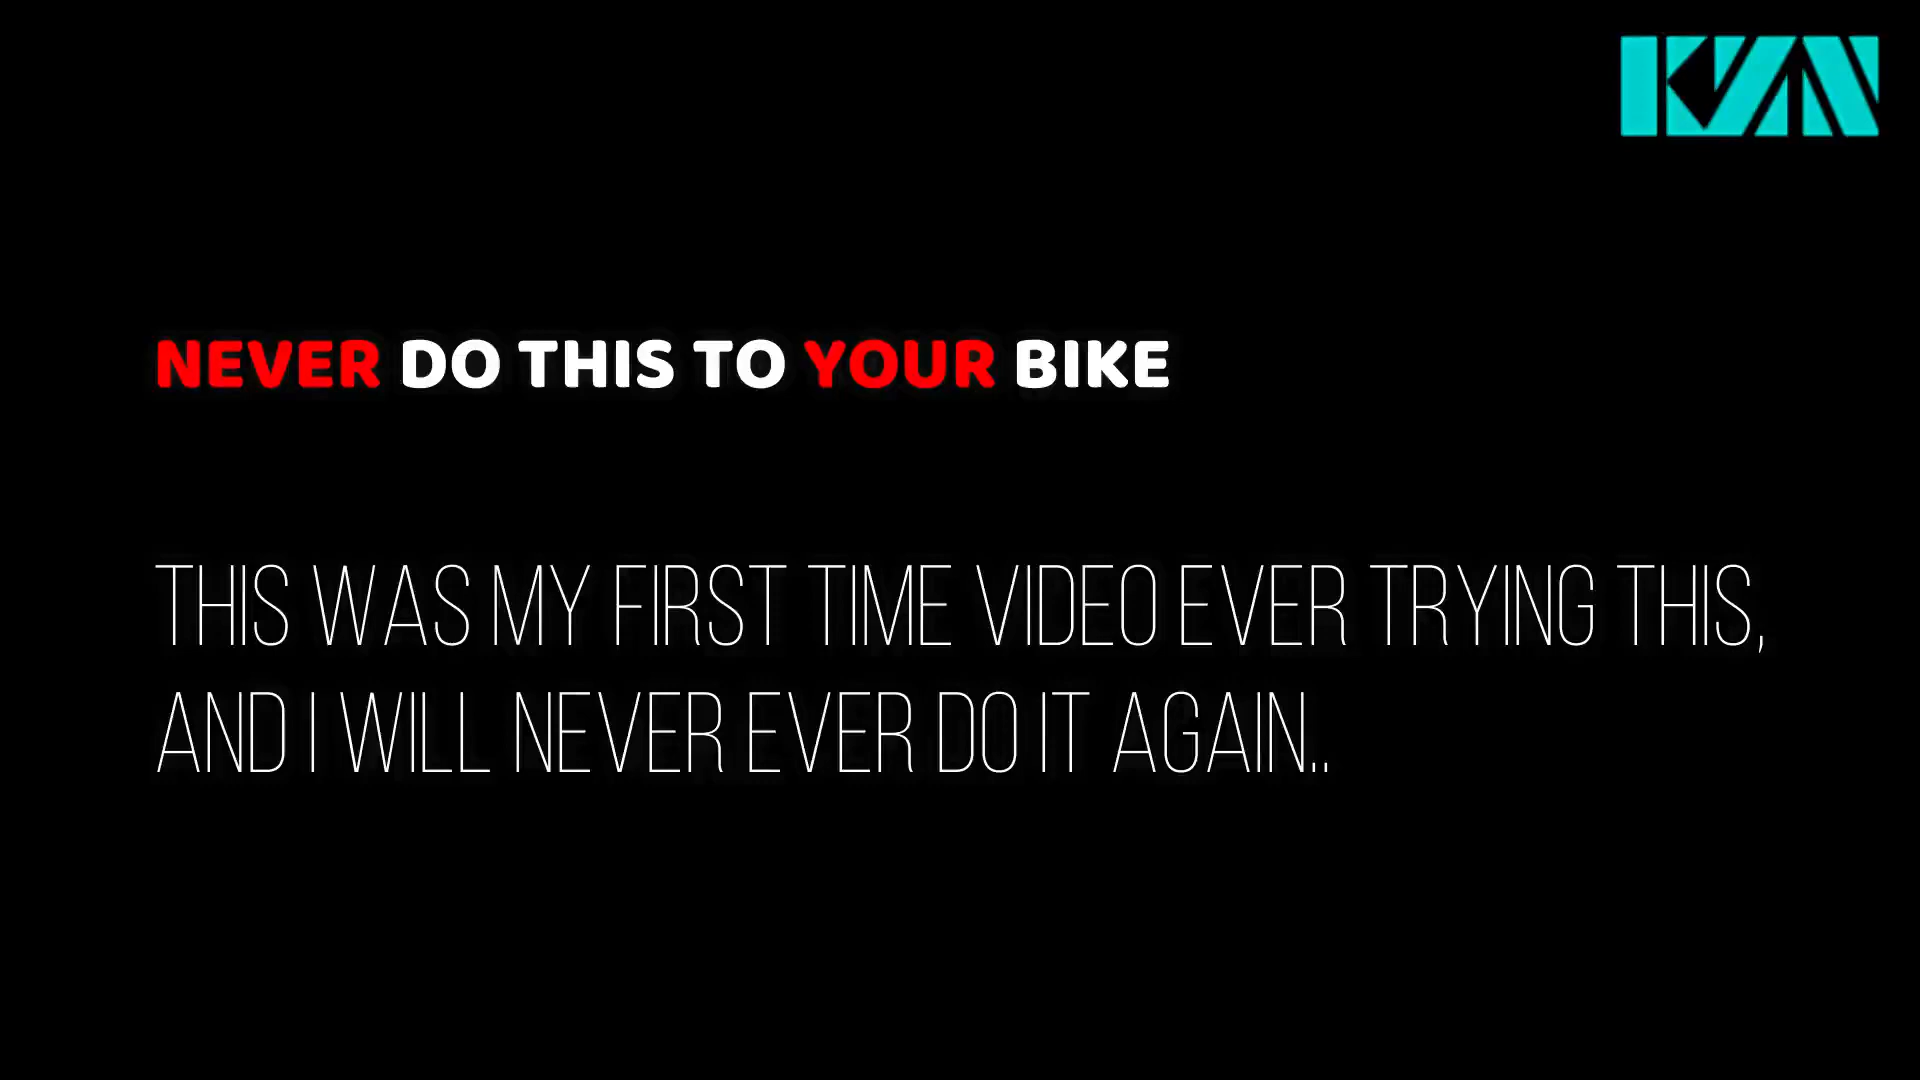 NEVER DO THIS TO YOUR BIKE
THIS WAS MY FIRST TIME VIDEO EVER TRYING THIS,
AND I WILL NEVER EVER DO IT AGAIN..